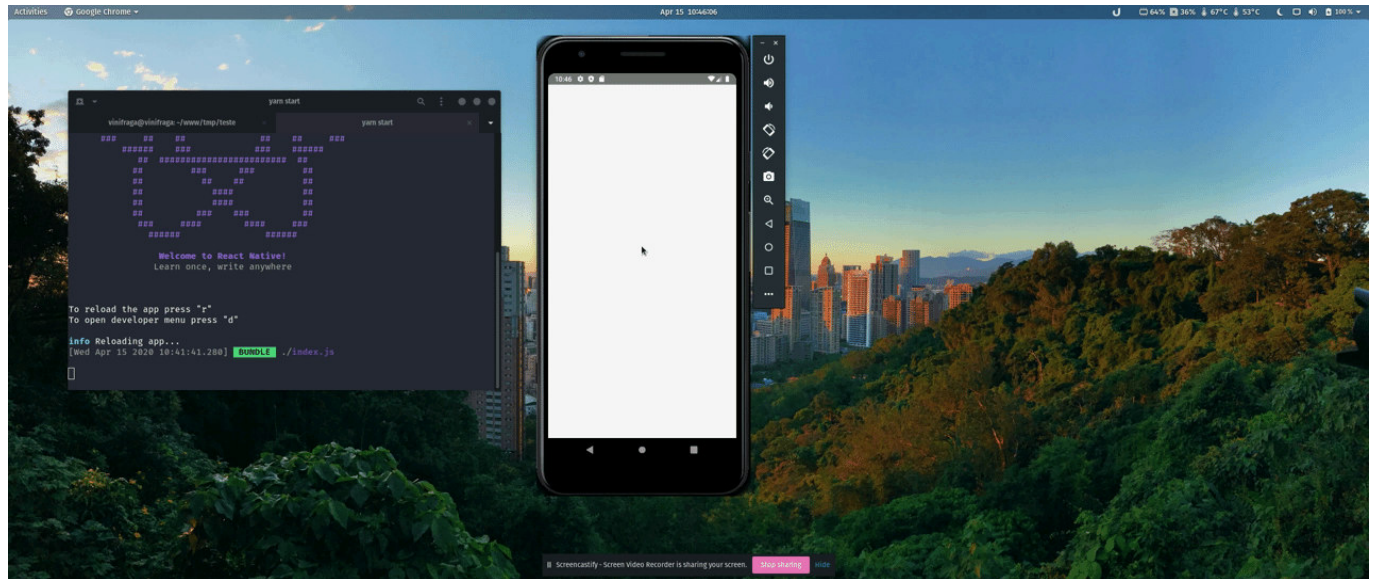 Activities
Google Chrome
Apr 15 10:46:06
64% 36% 67°C 53°C
100 %
yarn start
vinifraga@vinifraga: ~/www/tmp/teste
yarn start
Welcome to React Native!
Learn once, write anywhere
To reload the app press "r"
To open developer menu press "d"
info Reloading app...
[Wed Apr 15 2020 10:41:41.280] BUNDLE ./index.js
10:46
Screencastify - Screen Video Recorder is sharing your screen.
Stop sharing
Hide